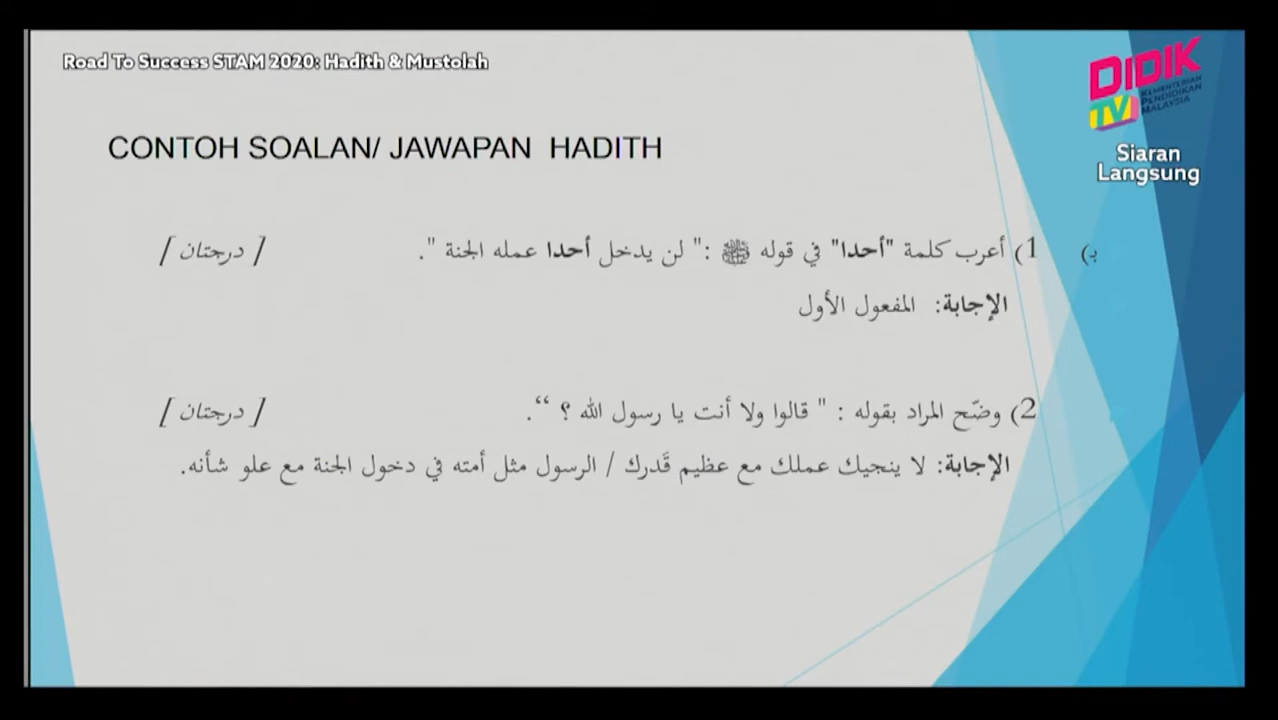 Road To Success STAM 2020: Hadith & Mustolah
DIDIK
TV
KEMENTERIAN
PENDIDIKAN
MALAYSIA
Siaran
Langsung
CONTOH SOALAN/ JAWAPAN HADITH
ب) 1) أعرب كلمة "أحدا" في قوله ﷺ :" لن يدخل أحدا عمله الجنة ". [ درجتان ]
الإجابة: المفعول الأول
2) وضّح المراد بقوله : " قالوا ولا أنت يا رسول الله ؟ “. [ درجتان ]
الإجابة: لا ينجيك عملك مع عظيم قَدرك / الرسول مثل أمته في دخول الجنة مع علو شأنه.